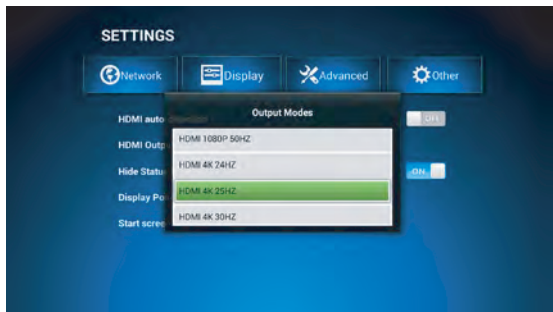 SETTINGS
Network Display Advanced Other
Output Modes
HDMI auto OFF
HDMI 1080P 50HZ
HDMI Outp
HDMI 4K 24HZ
Hide Statu ON
HDMI 4K 25HZ
Display Po
HDMI 4K 30HZ
Start scree